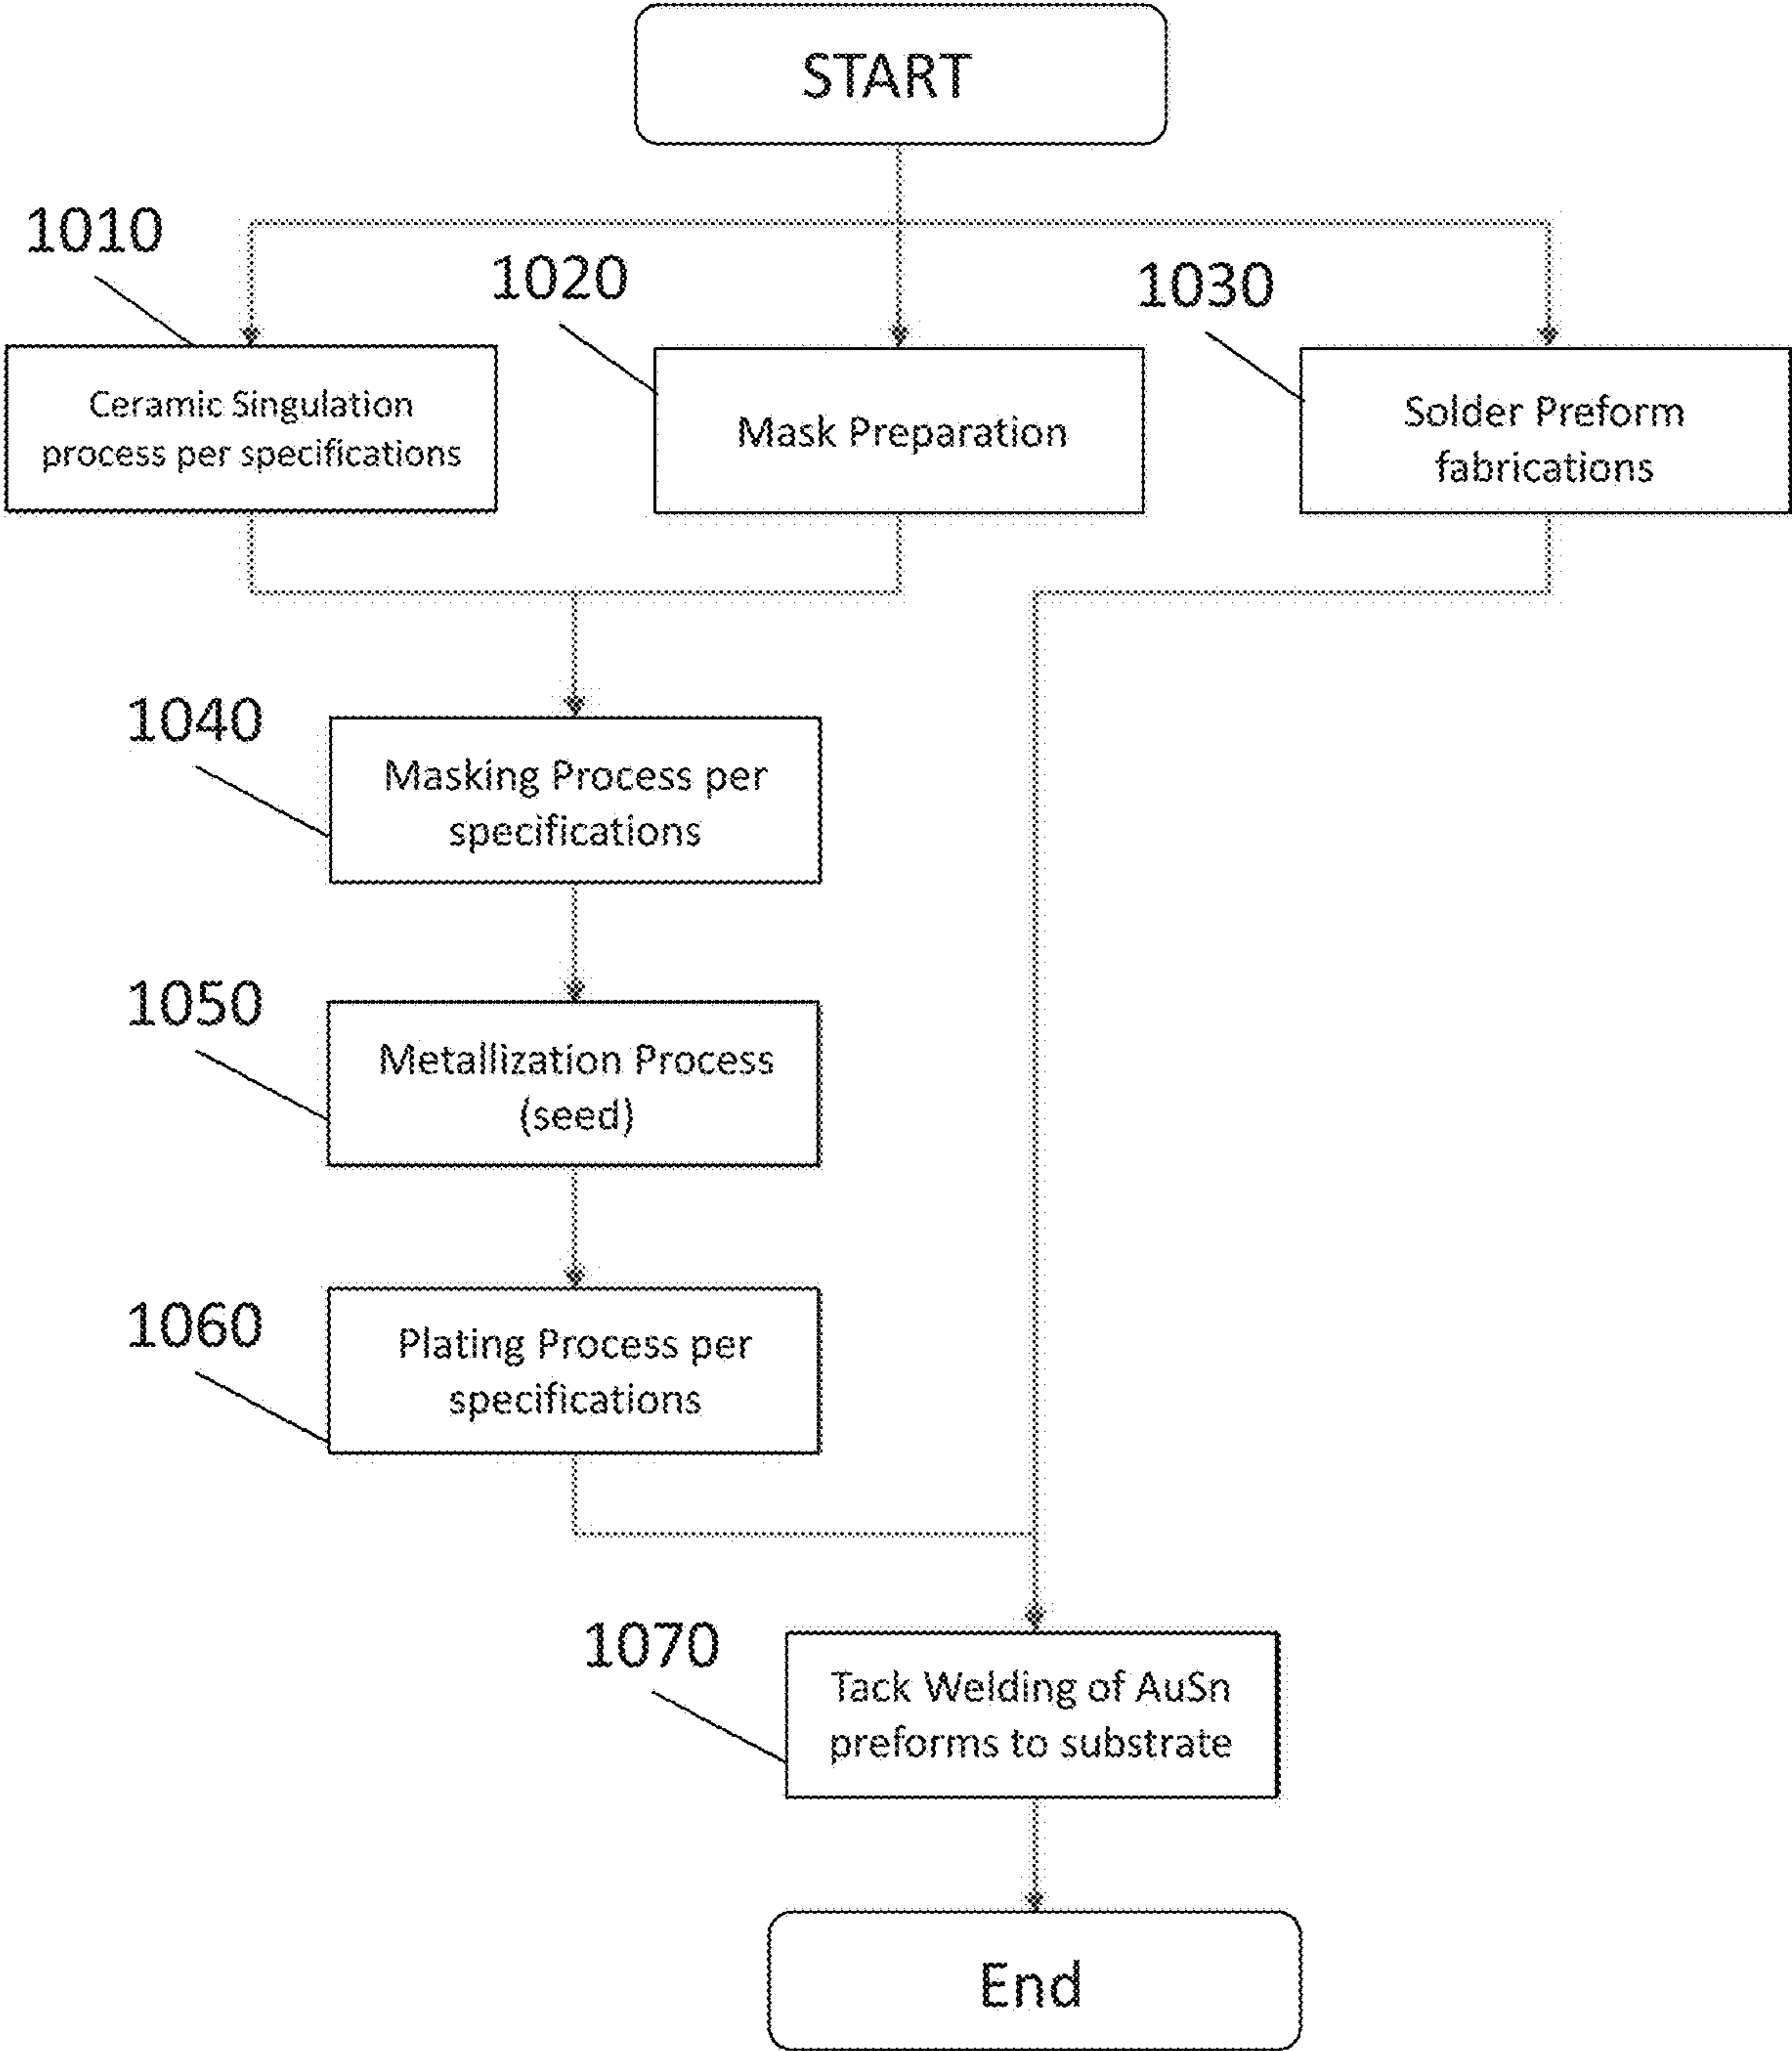 START
1010
1020
1030
Ceramic Singulation
process per specifications
Mask Preparation
Solder Preform
fabrications
1040
Masking Process per
specifications
1050
Metallization Process
(seed)
1060
Plating Process per
specifications
1070
Tack Welding of AuSn
preforms to substrate
End